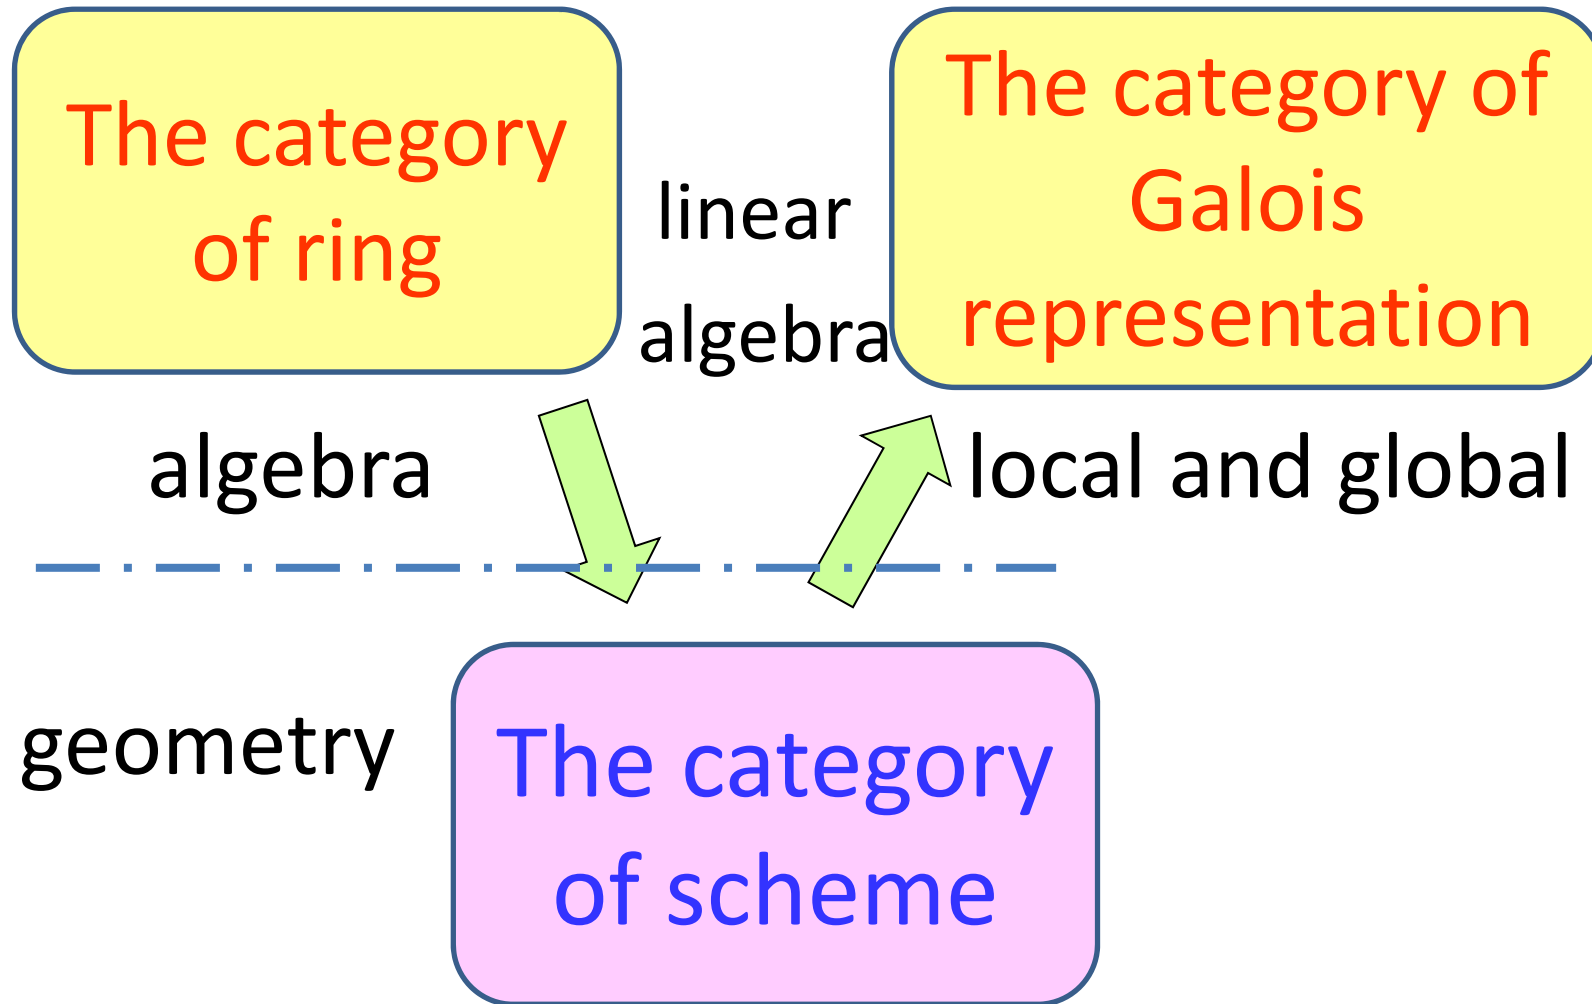 The category
of ring
linear
algebra
The category of
Galois
representation
algebra
local and global
geometry
The category
of scheme